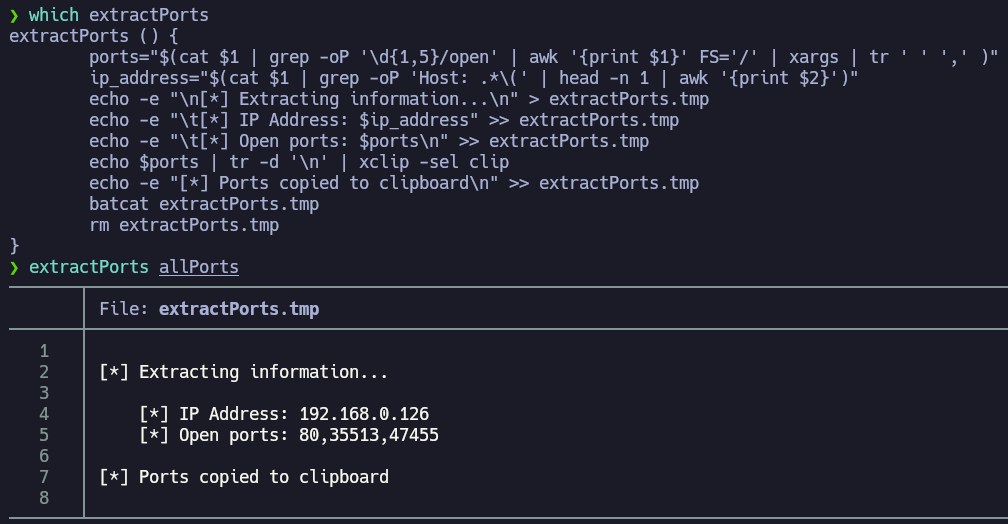 ❯ which extractPorts
extractPorts () {
        ports="$(cat $1 | grep -oP '\d{1,5}/open' | awk '{print $1}' FS='/' | xargs | tr ' ' ',' )"
        ip_address="$(cat $1 | grep -oP 'Host: .*\(' | head -n 1 | awk '{print $2}')"
        echo -e "\n[*] Extracting information...\n" > extractPorts.tmp
        echo -e "\t[*] IP Address: $ip_address" >> extractPorts.tmp
        echo -e "\t[*] Open ports: $ports\n" >> extractPorts.tmp
        echo $ports | tr -d '\n' | xclip -sel clip
        echo -e "[*] Ports copied to clipboard\n" >> extractPorts.tmp
        batcat extractPorts.tmp
        rm extractPorts.tmp
}
❯ extractPorts allPorts
File: extractPorts.tmp
1
2 [*] Extracting information...
3
4     [*] IP Address: 192.168.0.126
5     [*] Open ports: 80,35513,47455
6
7 [*] Ports copied to clipboard
8